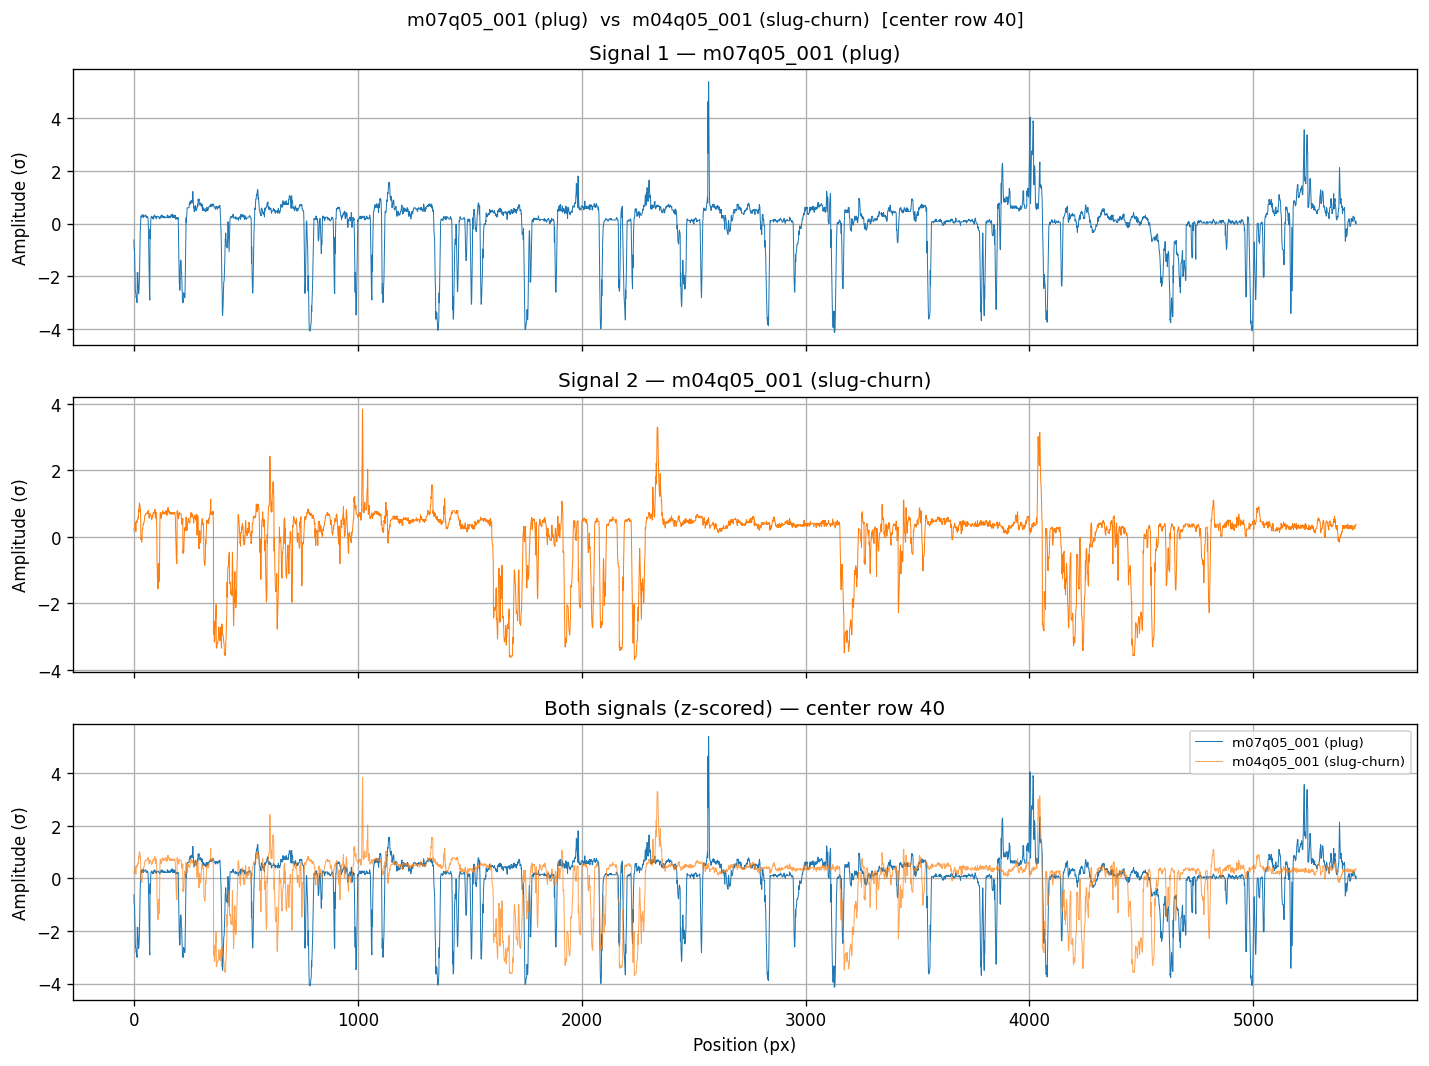 m07q05_001 (plug)  vs  m04q05_001 (slug-churn)  [center row 40]
Signal 1 — m07q05_001 (plug)
Amplitude (σ)
4
2
0
−2
−4
Signal 2 — m04q05_001 (slug-churn)
Amplitude (σ)
4
2
0
−2
−4
Both signals (z-scored) — center row 40
m07q05_001 (plug)
m04q05_001 (slug-churn)
Amplitude (σ)
4
2
0
−2
−4
0 1000 2000 3000 4000 5000
Position (px)